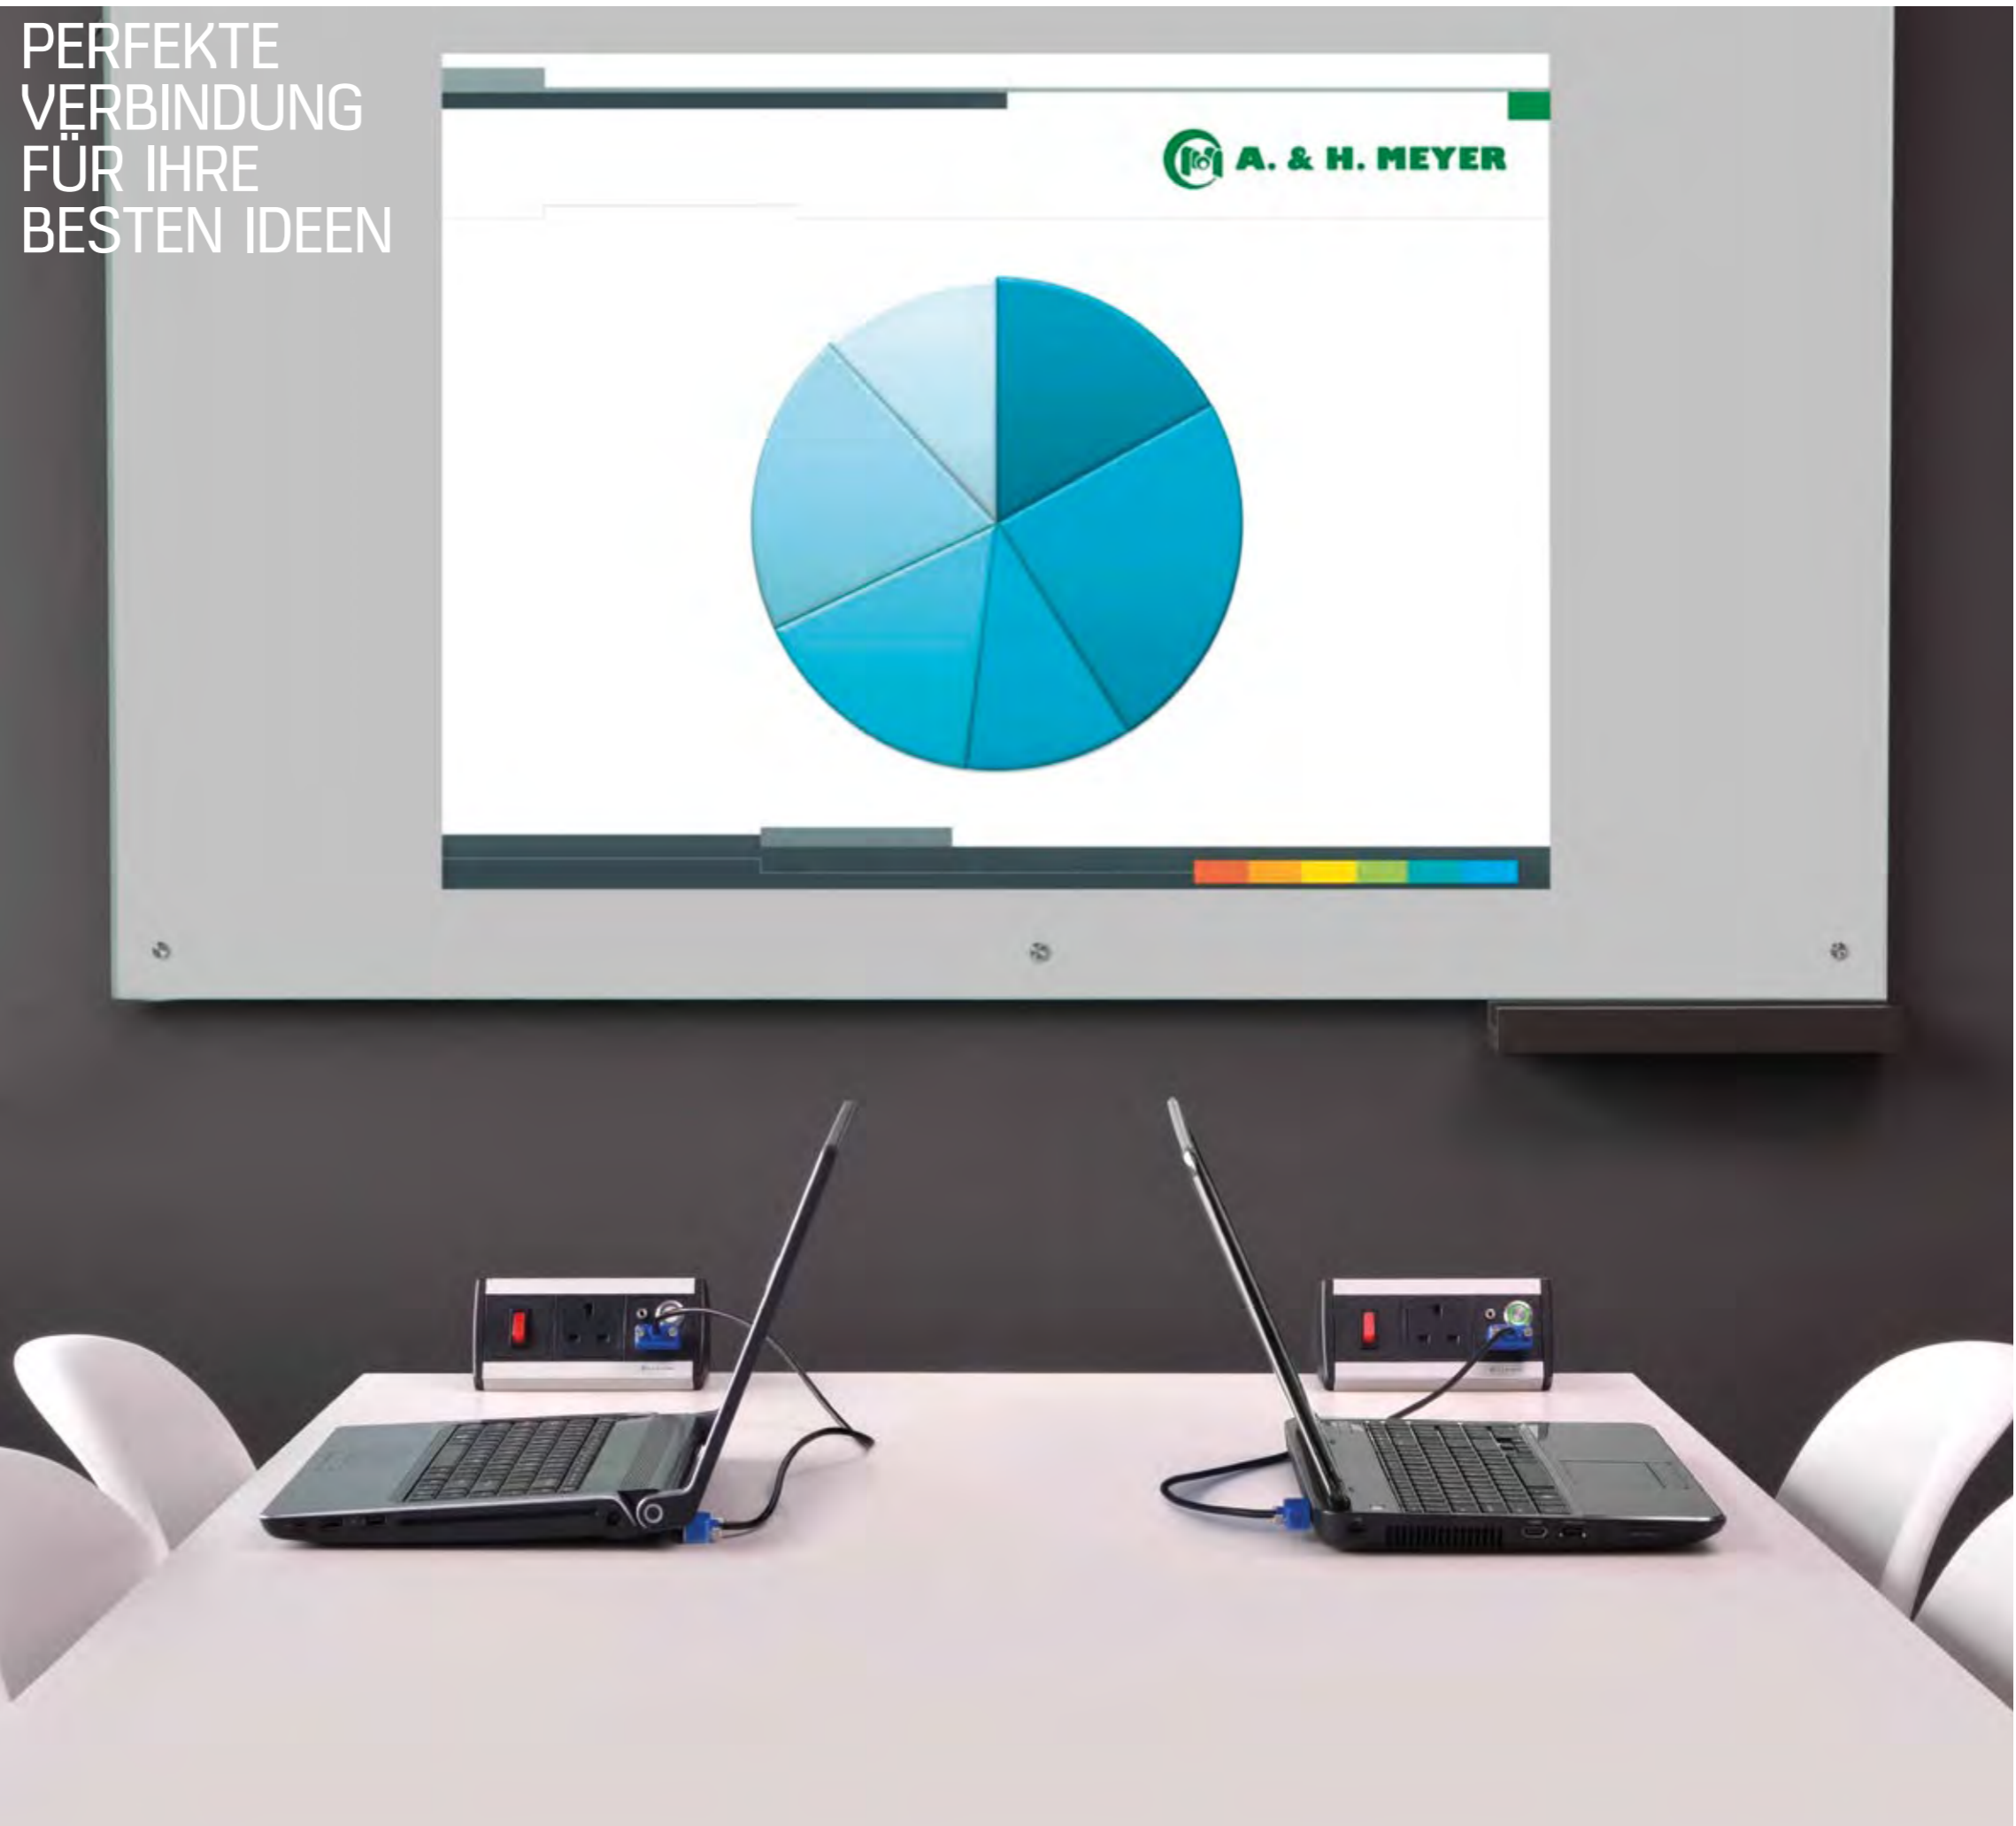 PERFEKTE
VERBINDUNG
FÜR IHRE
BESTEN IDEEN
A. & H. MEYER